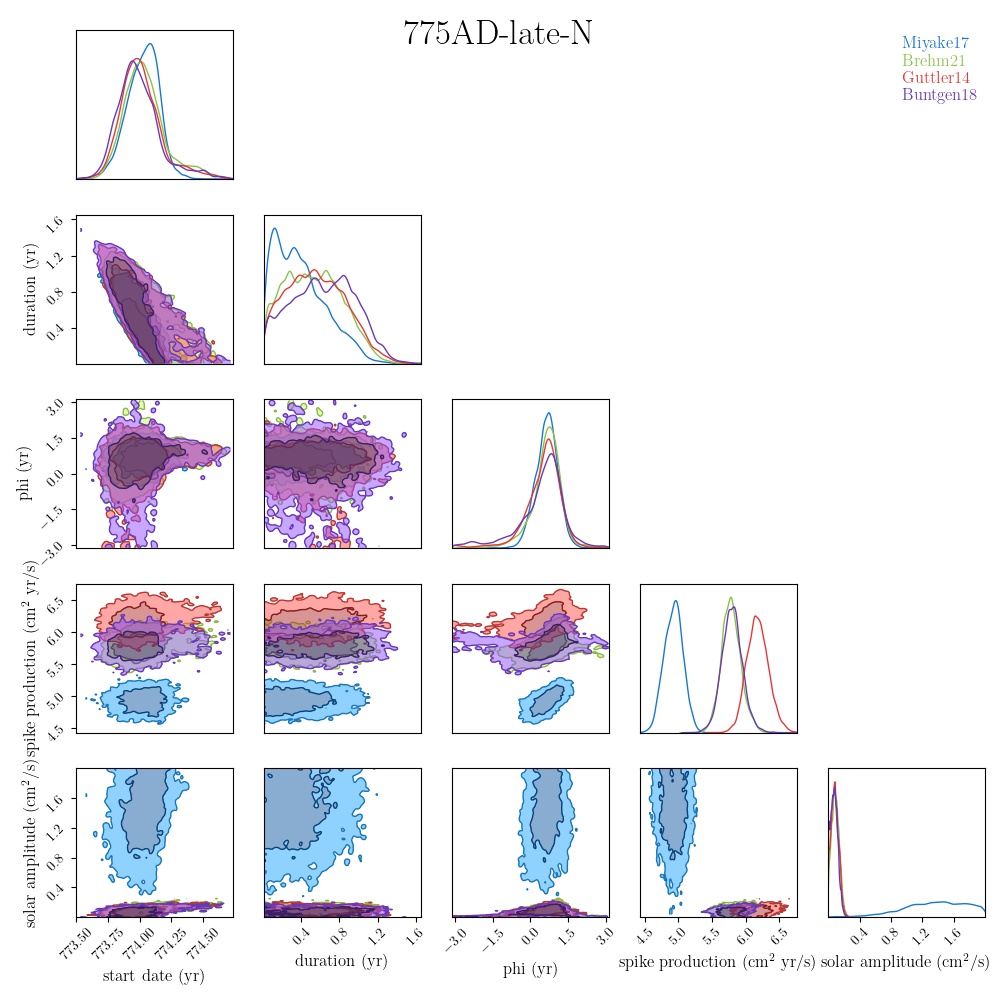 775AD-late-N
Miyake17
Brehm21
Guttler14
Buntgen18
duration (yr)
1.6
1.2
0.8
0.4
phi (yr)
3.0
1.5
0.0
−1.5
−3.0
spike production (cm² yr/s)
6.5
6.0
5.5
5.0
4.5
solar amplitude (cm²/s)
1.6
1.2
0.8
0.4
773.50 773.75 774.00 774.25 774.50
0.4 0.8 1.2 1.6
−3.0 −1.5 0.0 1.5 3.0
4.5 5.0 5.5 6.0 6.5
0.4 0.8 1.2 1.6
start date (yr)
duration (yr)
phi (yr)
spike production (cm² yr/s)
solar amplitude (cm²/s)